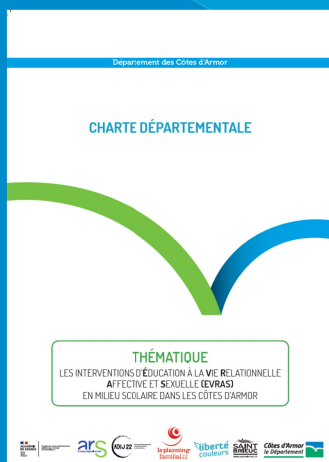 Département des Côtes d'Armor
CHARTE DÉPARTEMENTALE
THÉMATIQUE
LES INTERVENTIONS D'ÉDUCATION À LA VIE RELATIONNELLE
AFFECTIVE ET SEXUELLE (EVRAS)
EN MILIEU SCOLAIRE DANS LES CÔTES D'ARMOR
ars
ADIJ 22
le planning
familial 22
liberté
couleurs
SAINT
BRIEUC
Côtes d'Armor
le Département